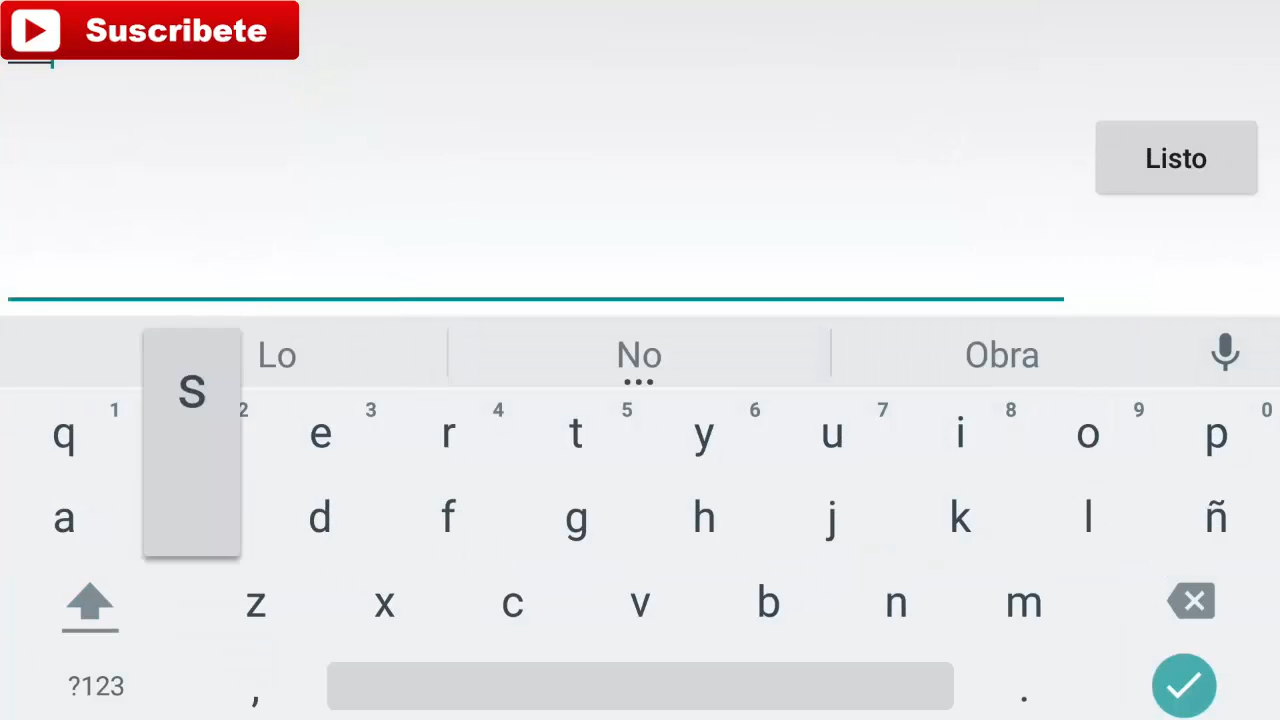 Suscribete
Listo
Lo No Obra
s
1 2 3 4 5 6 7 8 9 0
q e r t y u i o p
a d f g h j k l ñ
z x c v b n m
?123 , .